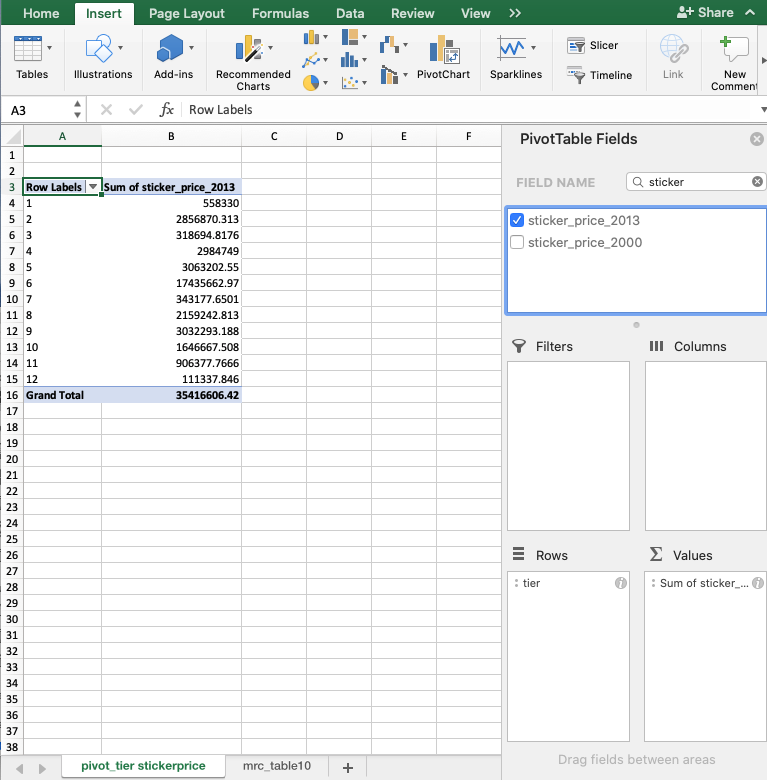 Home Insert Page Layout Formulas Data Review View >> Share
Tables Illustrations Add-ins Recommended Charts PivotChart Sparklines Slicer Timeline Link New Comment
A3 fx Row Labels
A B C D E F
1
2
3 Row Labels Sum of sticker_price_2013
4 1 558330
5 2 2856870.313
6 3 318694.8176
7 4 2984749
8 5 3063202.55
9 6 17435662.97
10 7 343177.6501
11 8 2159242.813
12 9 3032293.188
13 10 1646667.508
14 11 906377.7666
15 12 111337.846
16 Grand Total 35416606.42
17
18
19
20
21
22
23
24
25
26
27
28
29
30
31
32
33
34
35
36
37
38
PivotTable Fields
FIELD NAME sticker
sticker_price_2013
sticker_price_2000
Filters Columns
Rows Σ Values
tier Sum of sticker_...
Drag fields between areas
pivot_tier stickerprice mrc_table10 +